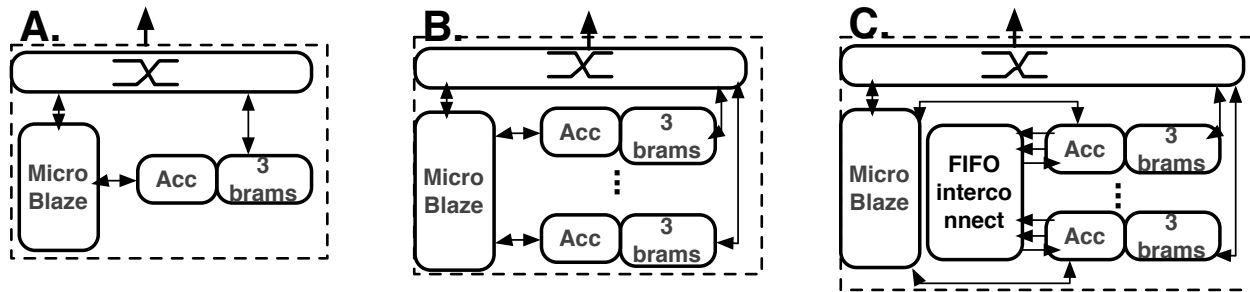 A.
Micro
Blaze
Acc
3
brams
B.
Micro
Blaze
Acc
3
brams
Acc
3
brams
C.
Micro
Blaze
FIFO
interco
nnect
Acc
3
brams
Acc
3
brams